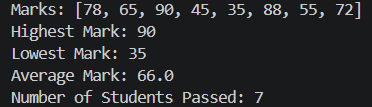 Marks: [78, 65, 90, 45, 35, 88, 55, 72]
Highest Mark: 90
Lowest Mark: 35
Average Mark: 66.0
Number of Students Passed: 7